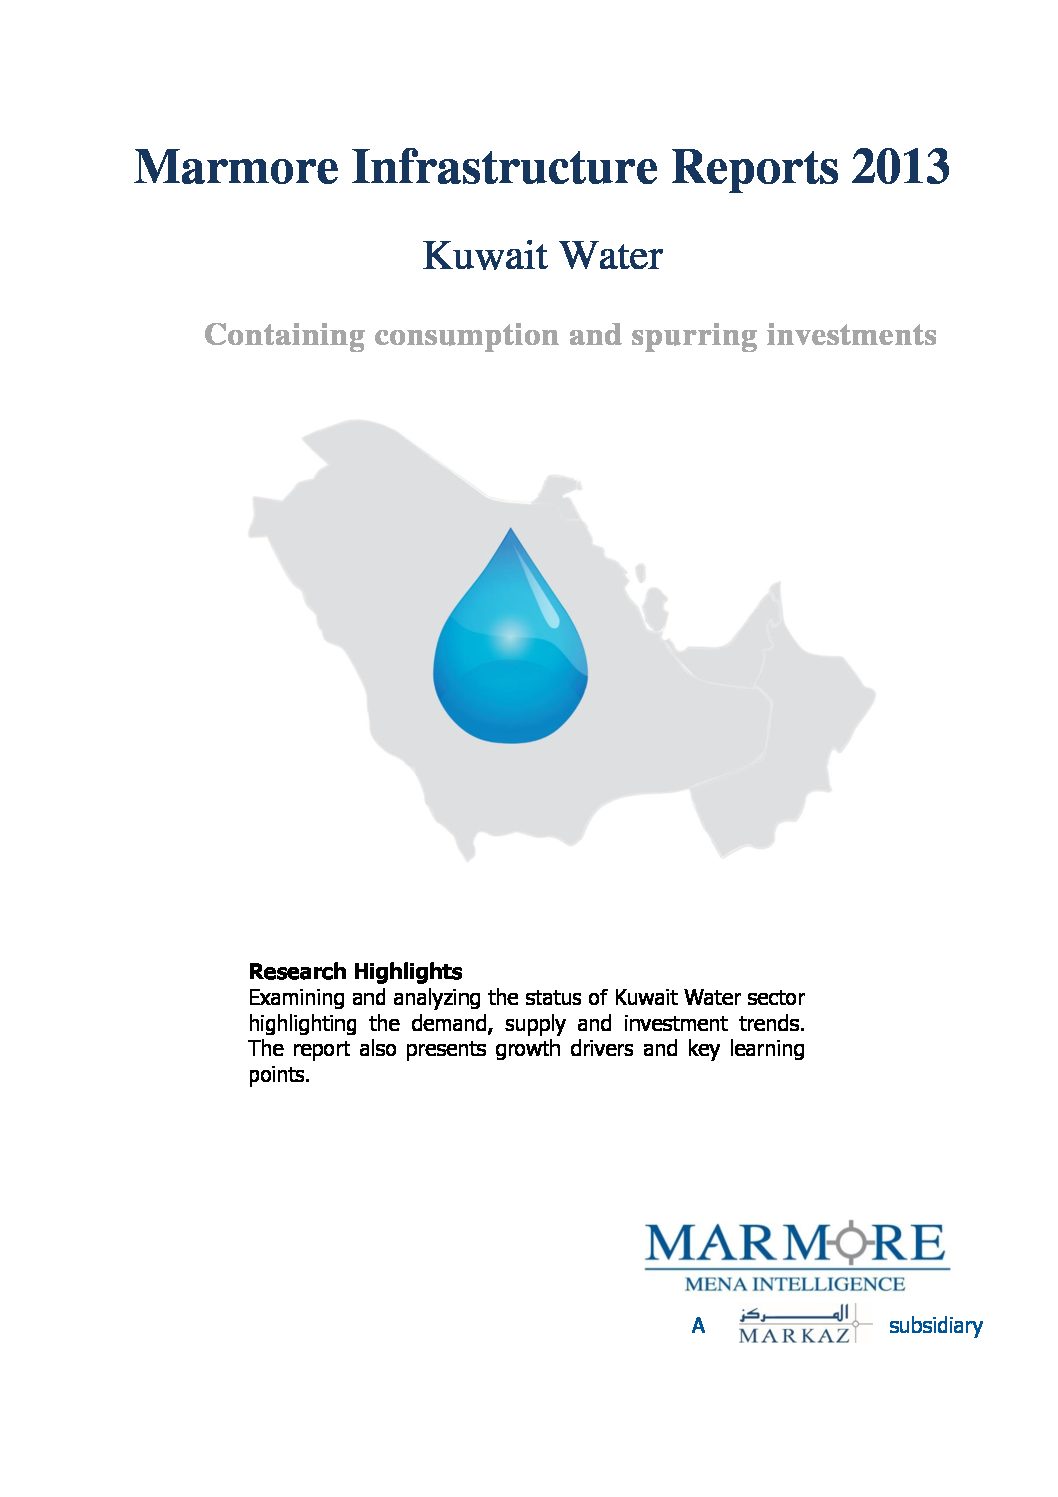 Marmore Infrastructure Reports 2013
Kuwait Water
Containing consumption and spurring investments
Research Highlights
Examining and analyzing the status of Kuwait Water sector
highlighting the demand, supply and investment trends.
The report also presents growth drivers and key learning
points.
MARMORE
MENA INTELLIGENCE
A المركز subsidiary
MARKAZ